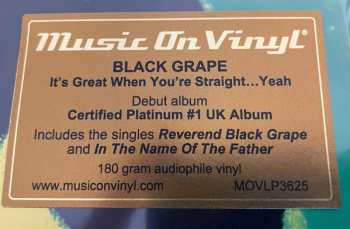 Music On Vinyl®
BLACK GRAPE
It's Great When You're Straight...Yeah
Debut album
Certified Platinum #1 UK Album
Includes the singles Reverend Black Grape
and In The Name Of The Father
180 gram audiophile vinyl
www.musiconvinyl.com MOVLP3625